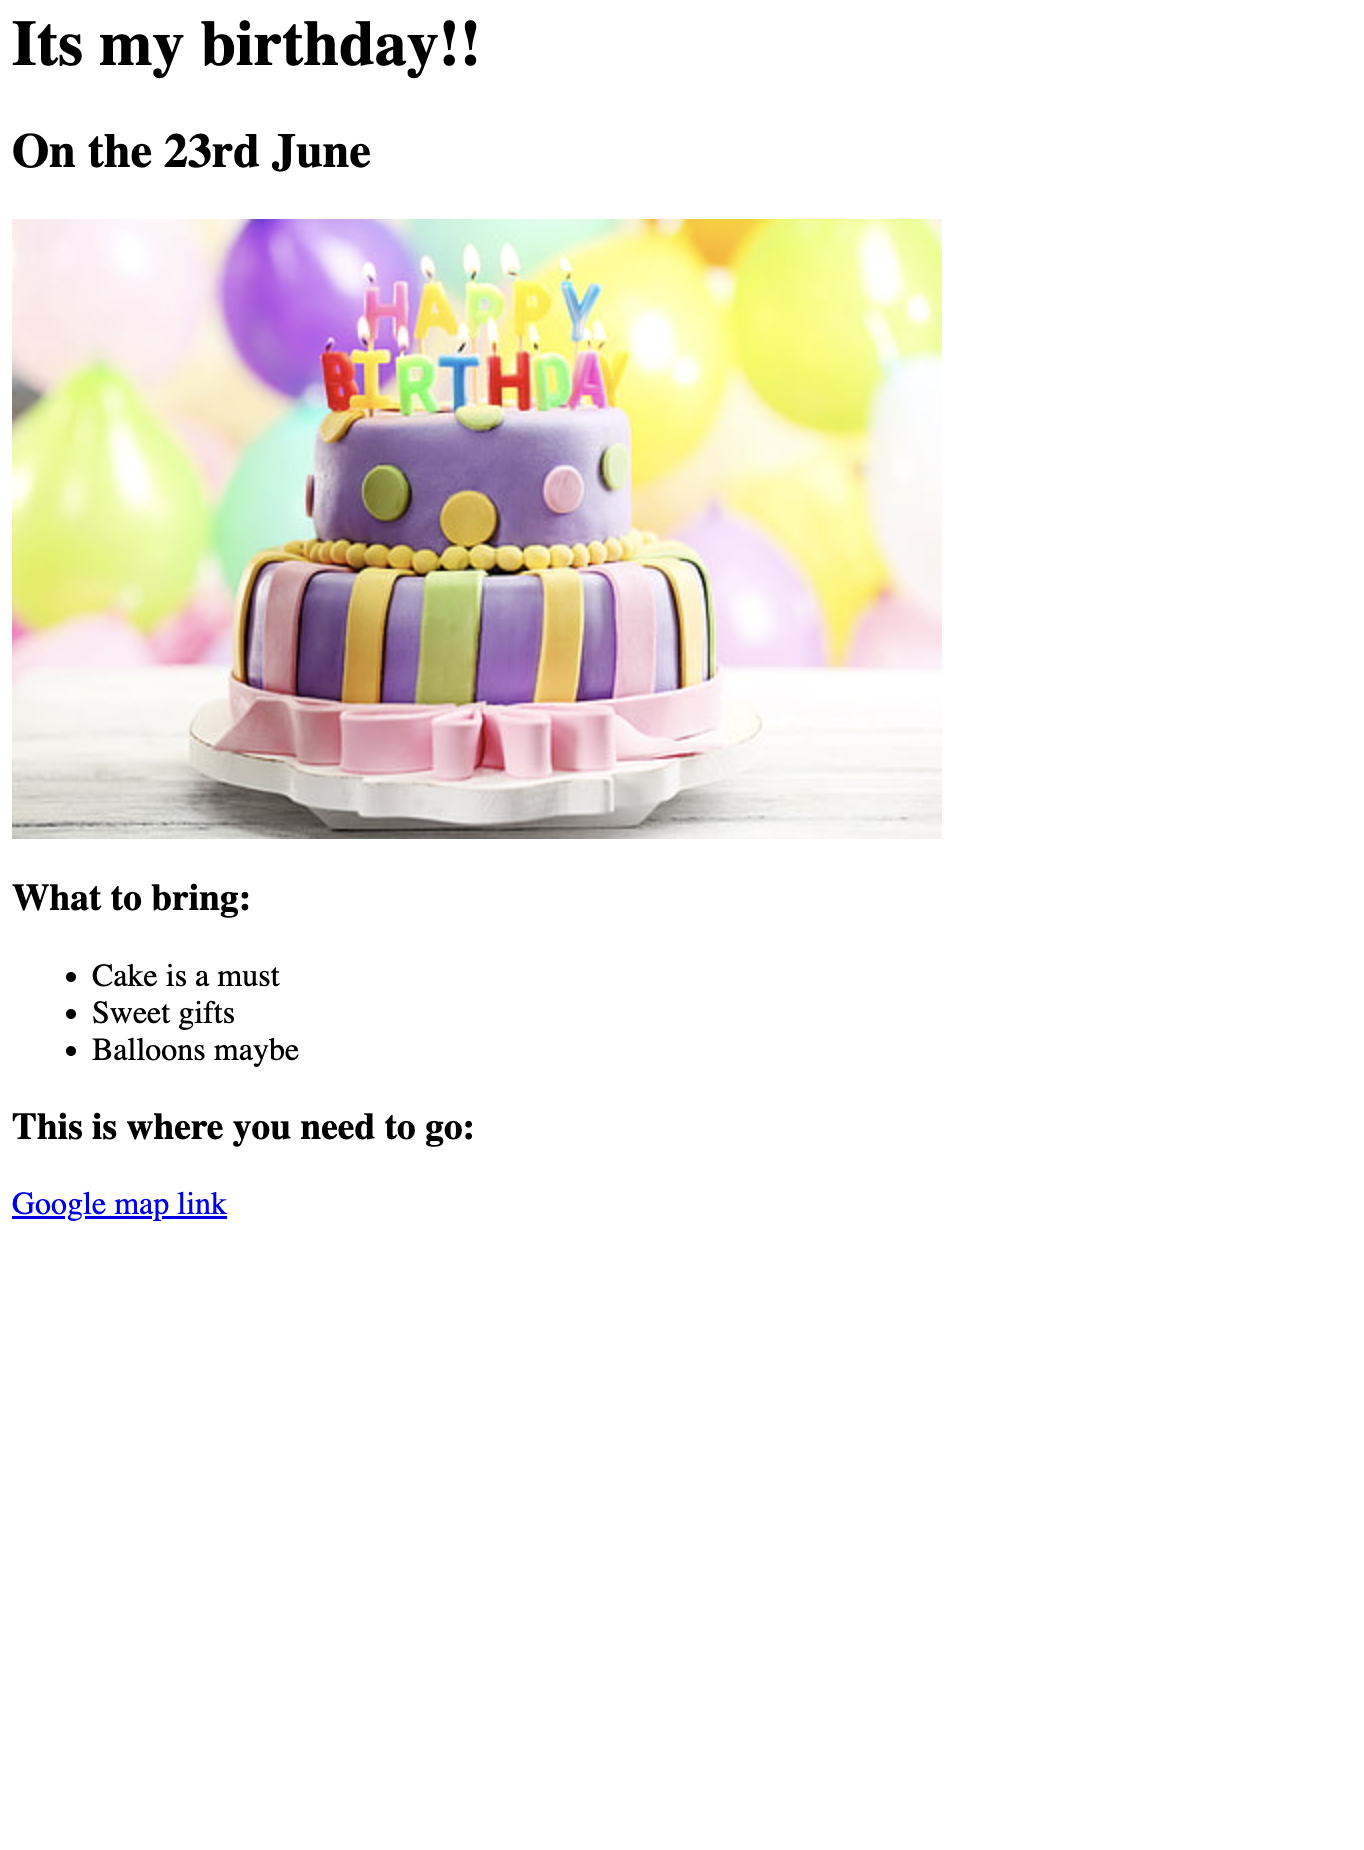 Its my birthday!!
On the 23rd June
HAPPY
BIRTHDAY
What to bring:
Cake is a must
Sweet gifts
Balloons maybe
This is where you need to go:
Google map link